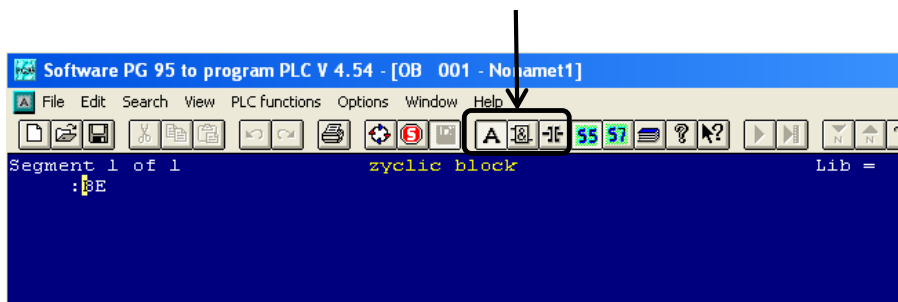 Software PG 95 to program PLC V 4.54 - [OB 001 - Nonamet1]
A File Edit Search View PLC functions Options Window Help
S A & S5 S7 ? ? N N
Segment 1 of 1 zyclic block Lib =
:BE